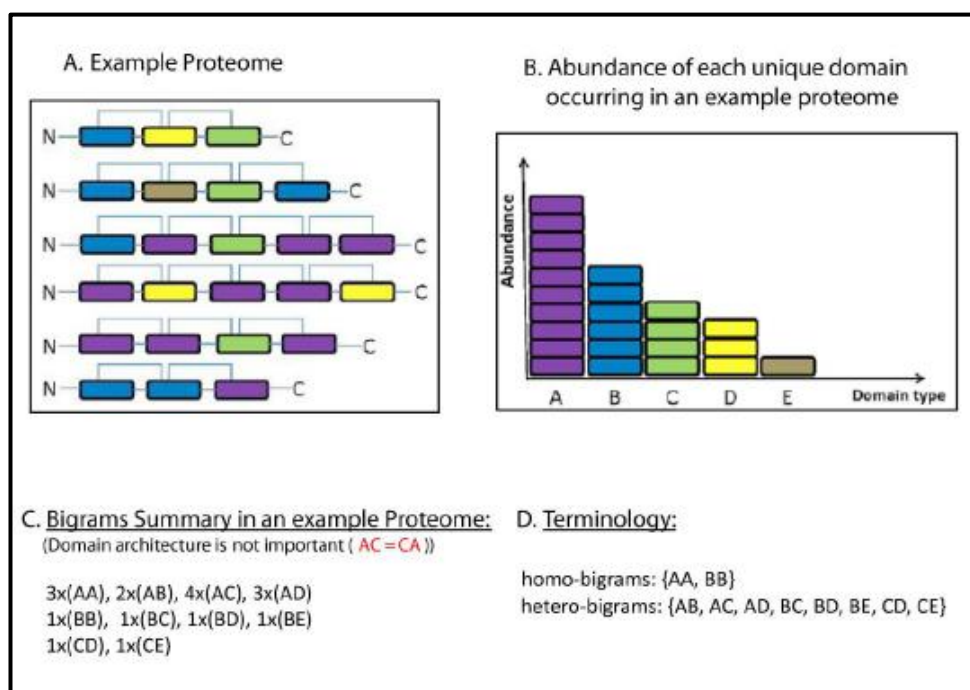 A. Example Proteome
N C
N C
N C
N C
N C
N C
B. Abundance of each unique domain
occurring in an example proteome
Abundance
A B C D E
Domain type
C. Bigrams Summary in an example Proteome:
(Domain architecture is not important ( AC=CA ))
3x(AA), 2x(AB), 4x(AC), 3x(AD)
1x(BB), 1x(BC), 1x(BD), 1x(BE)
1x(CD), 1x(CE)
D. Terminology:
homo-bigrams: {AA, BB}
hetero-bigrams: {AB, AC, AD, BC, BD, BE, CD, CE}